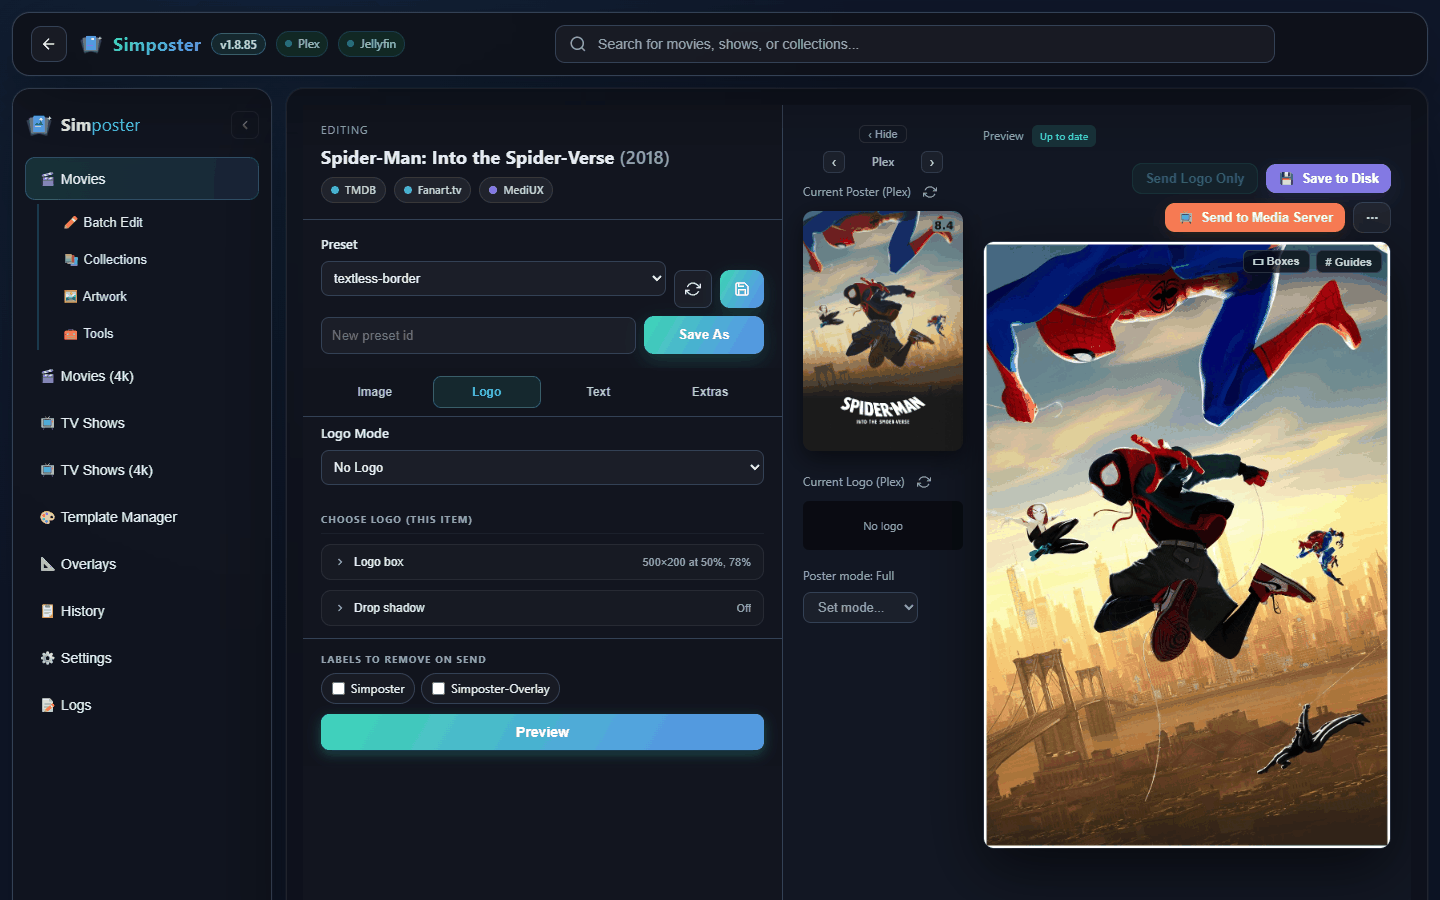 Simposter
v1.8.85
Plex
Jellyfin
Search for movies, shows, or collections...
Simposter
Movies
Batch Edit
Collections
Artwork
Tools
Movies (4k)
TV Shows
TV Shows (4k)
Template Manager
Overlays
History
Settings
Logs
EDITING
Spider-Man: Into the Spider-Verse (2018)
TMDB
Fanart.tv
MediUX
Preset
textless-border
New preset id
Save As
Image
Logo
Text
Extras
Logo Mode
No Logo
CHOOSE LOGO (THIS ITEM)
Logo box
500×200 at 50%, 78%
Drop shadow
Off
LABELS TO REMOVE ON SEND
Simposter
Simposter-Overlay
Preview
‹ Hide
‹ Plex ›
Current Poster (Plex)
8.4
SPIDER-MAN
INTO THE SPIDER-VERSE
Current Logo (Plex)
No logo
Poster mode: Full
Set mode...
Preview
Up to date
Send Logo Only
Save to Disk
Send to Media Server
---
Boxes
# Guides